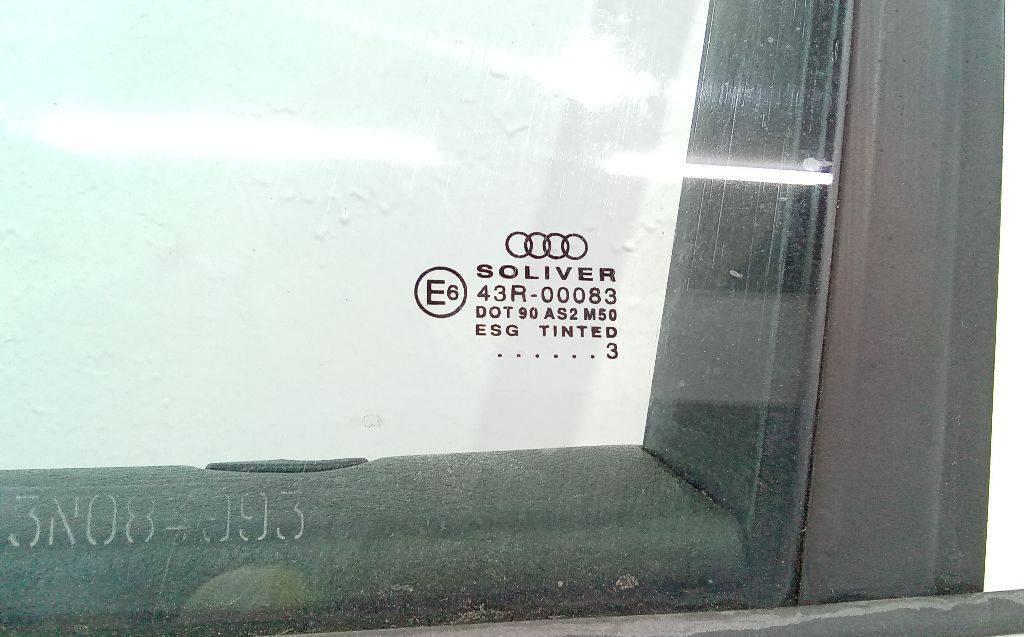 SOLIVER
E6
43R-00083
DOT 90 AS2 M50
ESG TINTED
......3